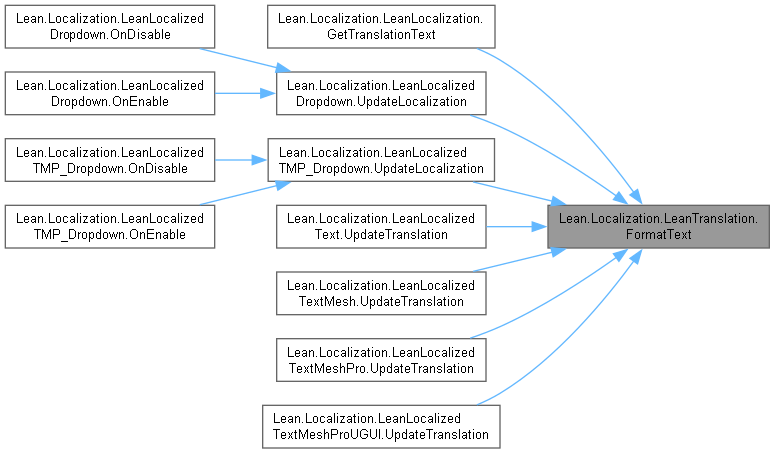 Lean.Localization.LeanLocalized
Dropdown.OnDisable
Lean.Localization.LeanLocalization.
GetTranslationText
Lean.Localization.LeanLocalized
Dropdown.OnEnable
Lean.Localization.LeanLocalized
Dropdown.UpdateLocalization
Lean.Localization.LeanLocalized
TMP_Dropdown.OnDisable
Lean.Localization.LeanLocalized
TMP_Dropdown.UpdateLocalization
Lean.Localization.LeanLocalized
TMP_Dropdown.OnEnable
Lean.Localization.LeanLocalized
Text.UpdateTranslation
Lean.Localization.LeanTranslation.
FormatText
Lean.Localization.LeanLocalized
TextMesh.UpdateTranslation
Lean.Localization.LeanLocalized
TextMeshPro.UpdateTranslation
Lean.Localization.LeanLocalized
TextMeshProUGUI.UpdateTranslation